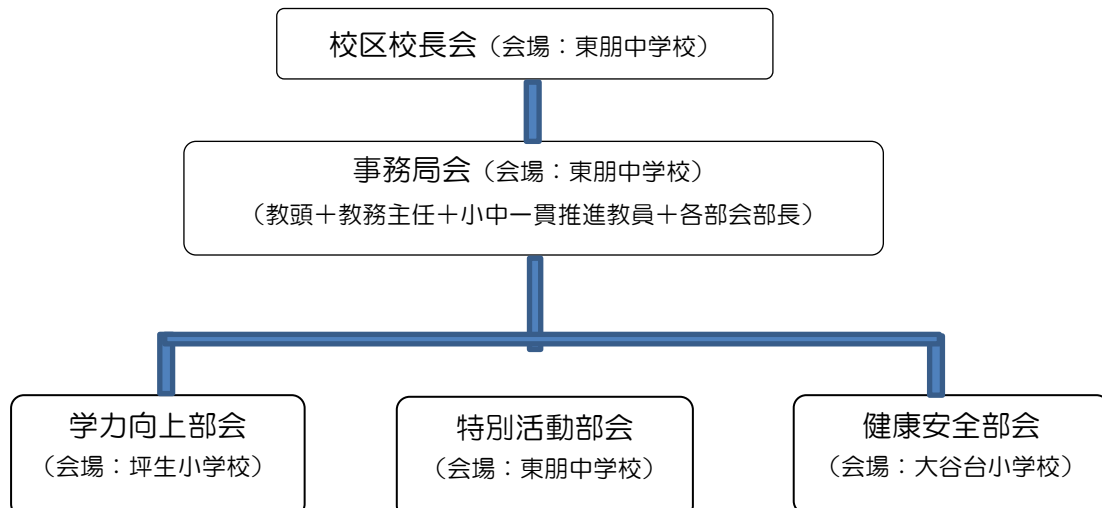 校区校長会（会場：東朋中学校）
事務局会（会場：東朋中学校）
（教頭＋教務主任＋小中一貫推進教員＋各部会部長）
学力向上部会
（会場：坪生小学校）
特別活動部会
（会場：東朋中学校）
健康安全部会
（会場：大谷台小学校）